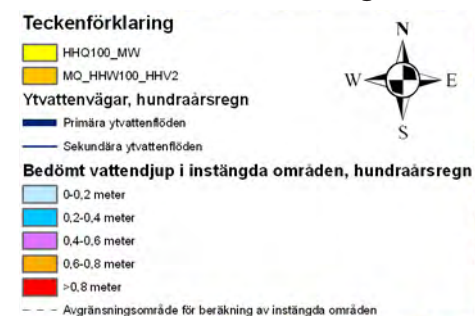 Teckenförklaring
HHQ100_MW
MQ_HHW100_HHV2
Ytvattenvägar, hundraårsregn
Primära ytvattenflöden
Sekundära ytvattenflöden
Bedömt vattendjup i instängda områden, hundraårsregn
0-0,2 meter
0,2-0,4 meter
0,4-0,6 meter
0,6-0,8 meter
>0,8 meter
Avgränsningsområde för beräkning av instängda områden
N
W E
S